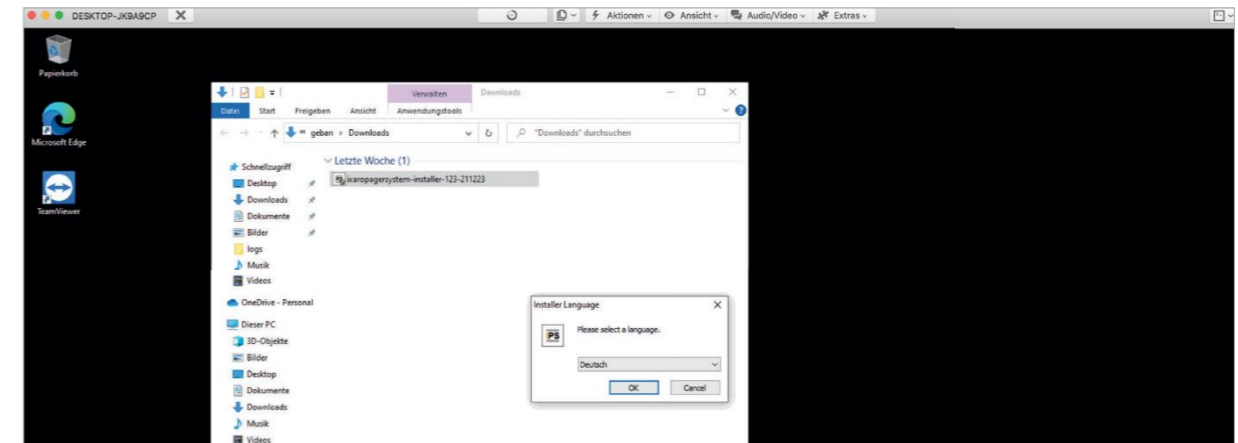 DESKTOP-JK9A9CP
Aktionen
Ansicht
Audio/Video
Extras
Papierkorb
Microsoft Edge
TeamViewer
Verwalten
Downloads
Datei
Start
Freigeben
Ansicht
Anwendungstools
« geban > Downloads
"Downloads" durchsuchen
Schnellzugriff
Desktop
Downloads
Dokumente
Bilder
logs
Musik
Videos
OneDrive - Personal
Dieser PC
3D-Objekte
Bilder
Desktop
Dokumente
Downloads
Musik
Videos
Letzte Woche (1)
ixaropagersystem-installer-123-211223
Installer Language
PS
Please select a language.
Deutsch
OK
Cancel